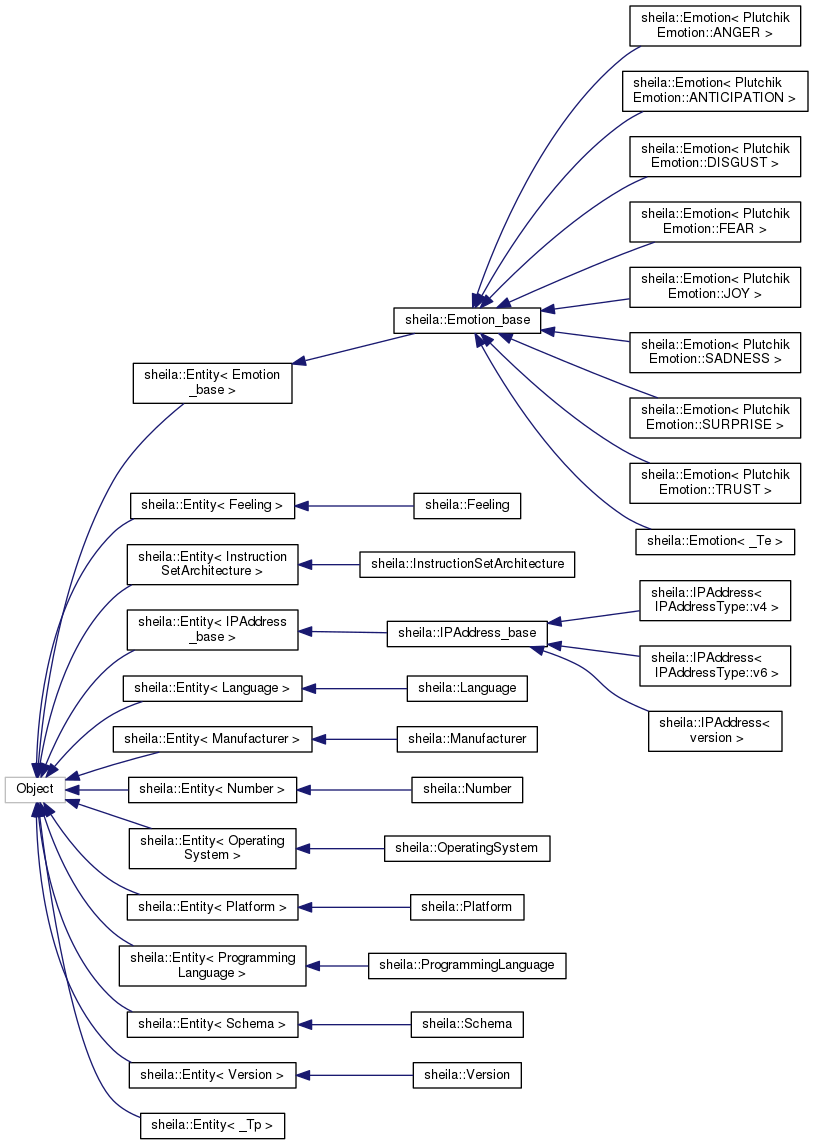 sheila::Emotion< Plutchik
Emotion::ANGER >
sheila::Emotion< Plutchik
Emotion::ANTICIPATION >
sheila::Emotion< Plutchik
Emotion::DISGUST >
sheila::Emotion< Plutchik
Emotion::FEAR >
sheila::Emotion< Plutchik
Emotion::JOY >
sheila::Emotion_base
sheila::Emotion< Plutchik
Emotion::SADNESS >
sheila::Entity< Emotion
_base >
sheila::Emotion< Plutchik
Emotion::SURPRISE >
sheila::Emotion< Plutchik
Emotion::TRUST >
sheila::Entity< Feeling >
sheila::Feeling
sheila::Emotion< _Te >
sheila::Entity< Instruction
SetArchitecture >
sheila::InstructionSetArchitecture
sheila::IPAddress<
IPAddressType::v4 >
sheila::Entity< IPAddress
_base >
sheila::IPAddress_base
sheila::IPAddress<
IPAddressType::v6 >
sheila::Entity< Language >
sheila::Language
sheila::IPAddress<
version >
sheila::Entity< Manufacturer >
sheila::Manufacturer
Object
sheila::Entity< Number >
sheila::Number
sheila::Entity< Operating
System >
sheila::OperatingSystem
sheila::Entity< Platform >
sheila::Platform
sheila::Entity< Programming
Language >
sheila::ProgrammingLanguage
sheila::Entity< Schema >
sheila::Schema
sheila::Entity< Version >
sheila::Version
sheila::Entity< _Tp >